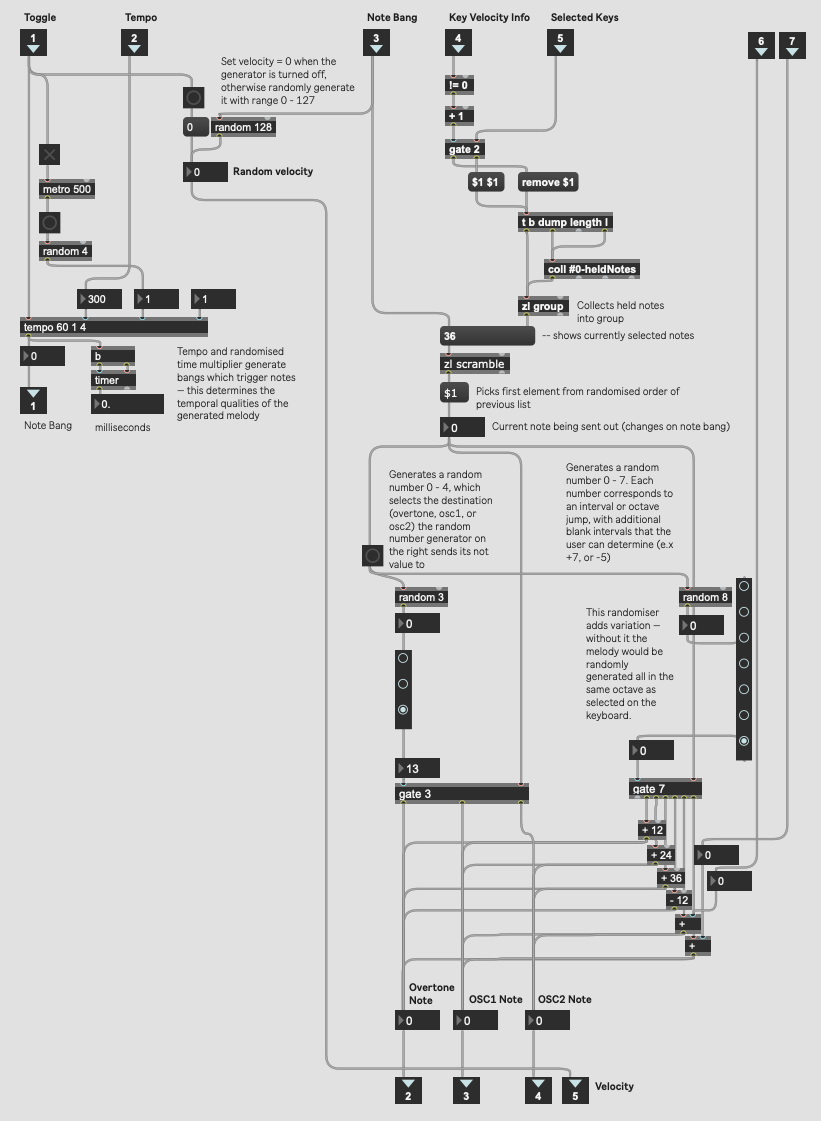 Toggle
Tempo
Note Bang
Key Velocity Info
Selected Keys
1
2
3
4
5
6
7
Set velocity = 0 when the
generator is turned off,
otherwise randomly generate
it with range 0 - 127
0
random 128
0
Random velocity
metro 500
random 4
300
1
1
tempo 60 1 4
0
b
timer
0.
1
Note Bang
milliseconds
Tempo and randomised
time multiplier generate
bangs which trigger notes
– this determines the
temporal qualities of the
generated melody
!= 0
+ 1
gate 2
$1 $1
remove $1
t b dump length l
coll #0-heldNotes
zl group
Collects held notes
into group
36
-- shows currently selected notes
zl scramble
$1
Picks first element from randomised order of
previous list
0
Current note being sent out (changes on note bang)
Generates a random
number 0 - 4, which
selects the destination
(overtone, osc1, or
osc2) the random
number generator on
the right sends its not
value to
Generates a random
number 0 - 7. Each
number corresponds to
an interval or octave
jump, with additional
blank intervals that the
user can determine (e.x
+7, or -5)
random 3
0
random 8
0
This randomiser
adds variation –
without it the
melody would be
randomly
generated all in the
same octave as
selected on the
keyboard.
13
gate 3
0
gate 7
+ 12
+ 24
+ 36
- 12
+
+
0
0
Overtone
Note
OSC1 Note
OSC2 Note
0
0
0
2
3
4
5
Velocity